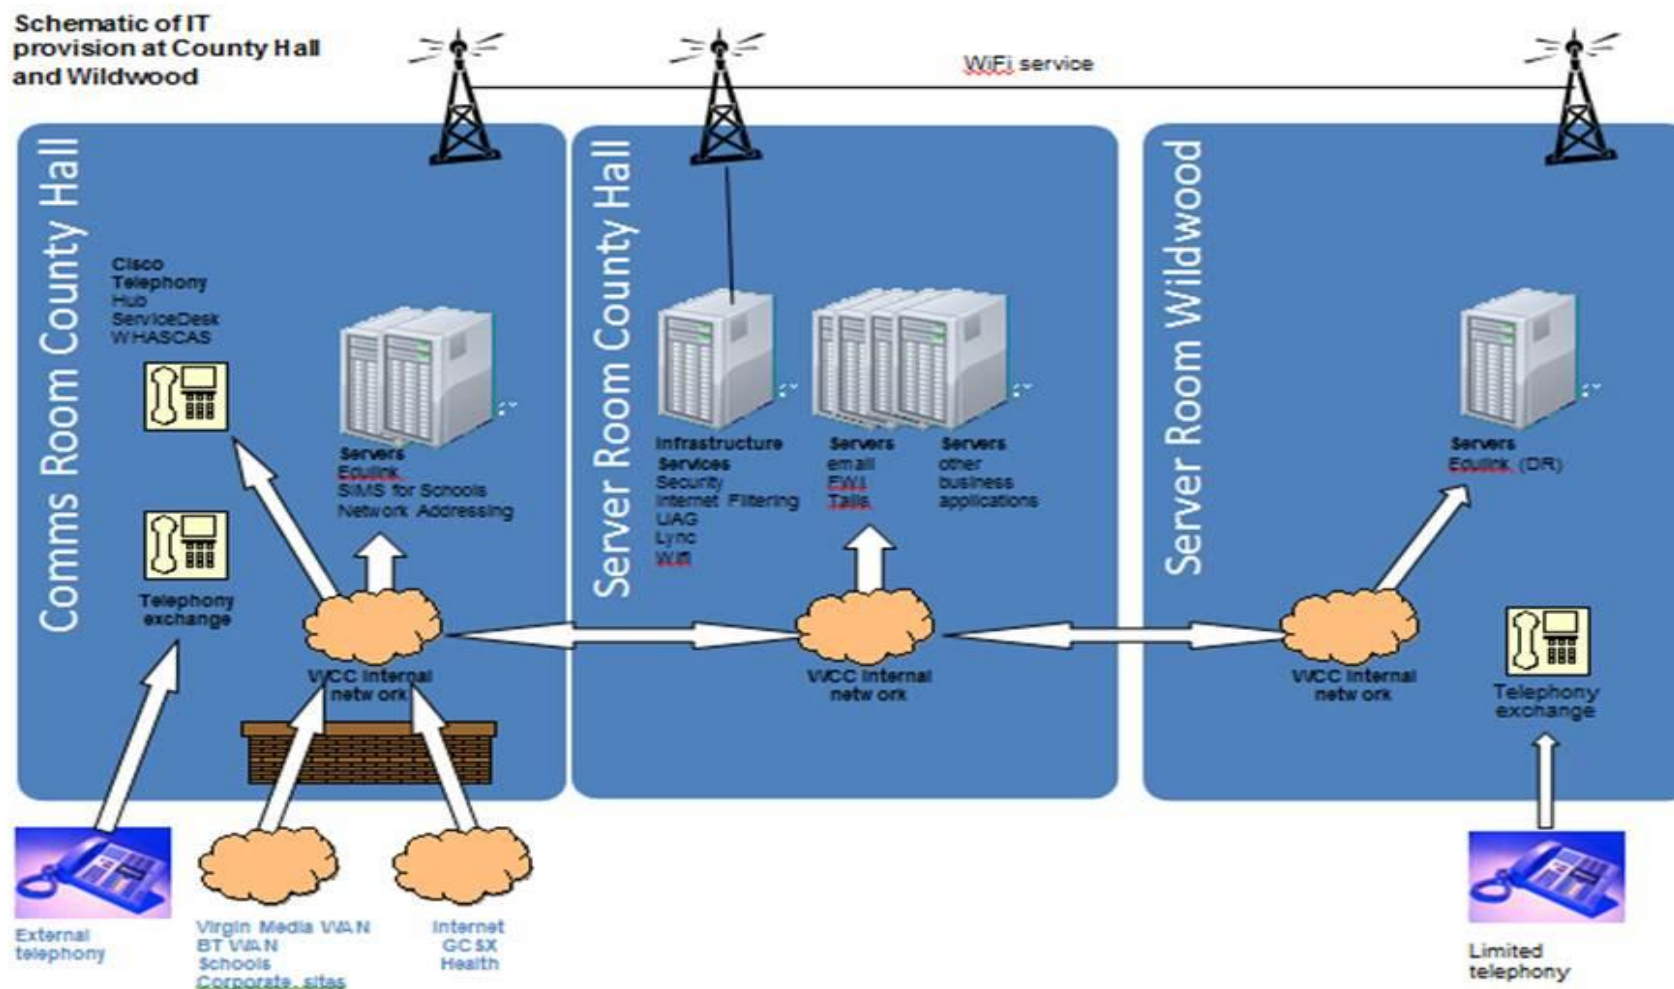 Schematic of IT
provision at County Hall
and Wildwood
WiFi service
Comms Room County Hall
Cisco
Telephony
Hub
ServiceDesk
WHASCAS
Telephony
exchange
Servers
Edulink
SIMS for Schools
Network Addressing
WCC Internal
network
External
telephony
Virgin Media WAN
BT WAN
Schools
Corporate sites
Internet
GCSX
Health
Server Room County Hall
Infrastructure
Services
Security
Internet Filtering
UAG
Lync
Wifi
Servers
email
FWI
Talis
Servers
other
business
applications
WCC Internal
network
Server Room Wildwood
Servers
Edulink (DR)
WCC Internal
network
Telephony
exchange
Limited
telephony